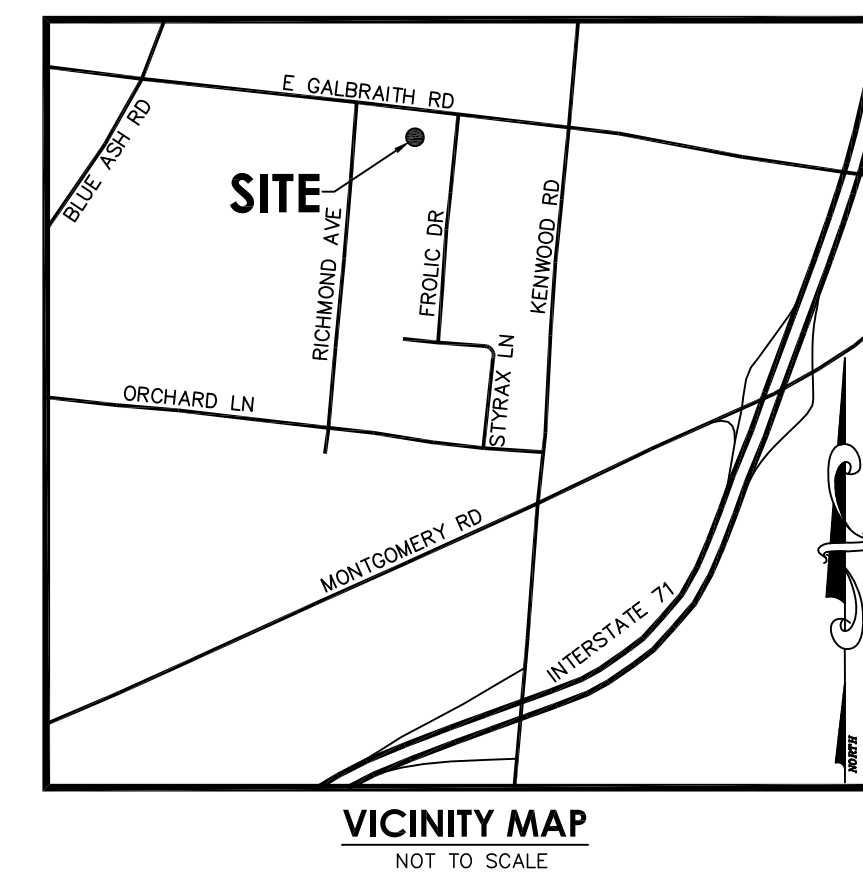 E GALBRAITH RD
BLUE ASH RD
SITE
RICHMOND AVE
FROLIC DR
KENWOOD RD
STYRAX LN
ORCHARD LN
MONTGOMERY RD
INTERSTATE 71
NORTH
VICINITY MAP
NOT TO SCALE